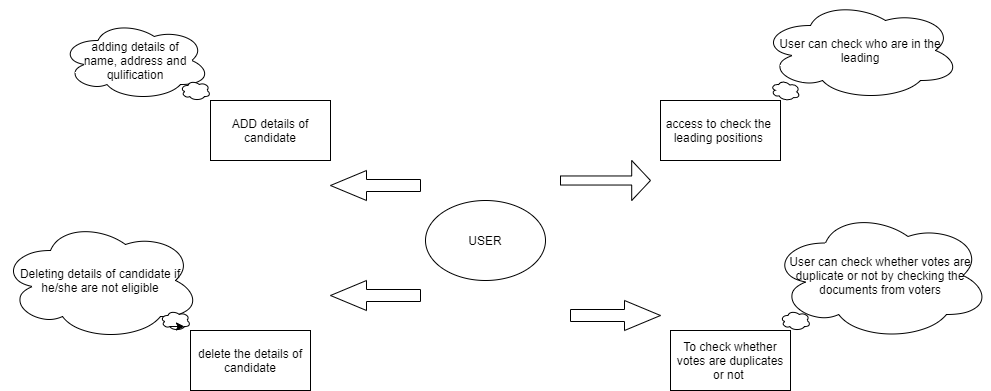 adding details of
name, address and
qulification
ADD details of
candidate
User can check who are in the
leading
access to check the
leading positions
USER
Deleting details of candidate if
he/she are not eligible
delete the details of
candidate
User can check whether votes are
duplicate or not by checking the
documents from voters
To check whether
votes are duplicates
or not